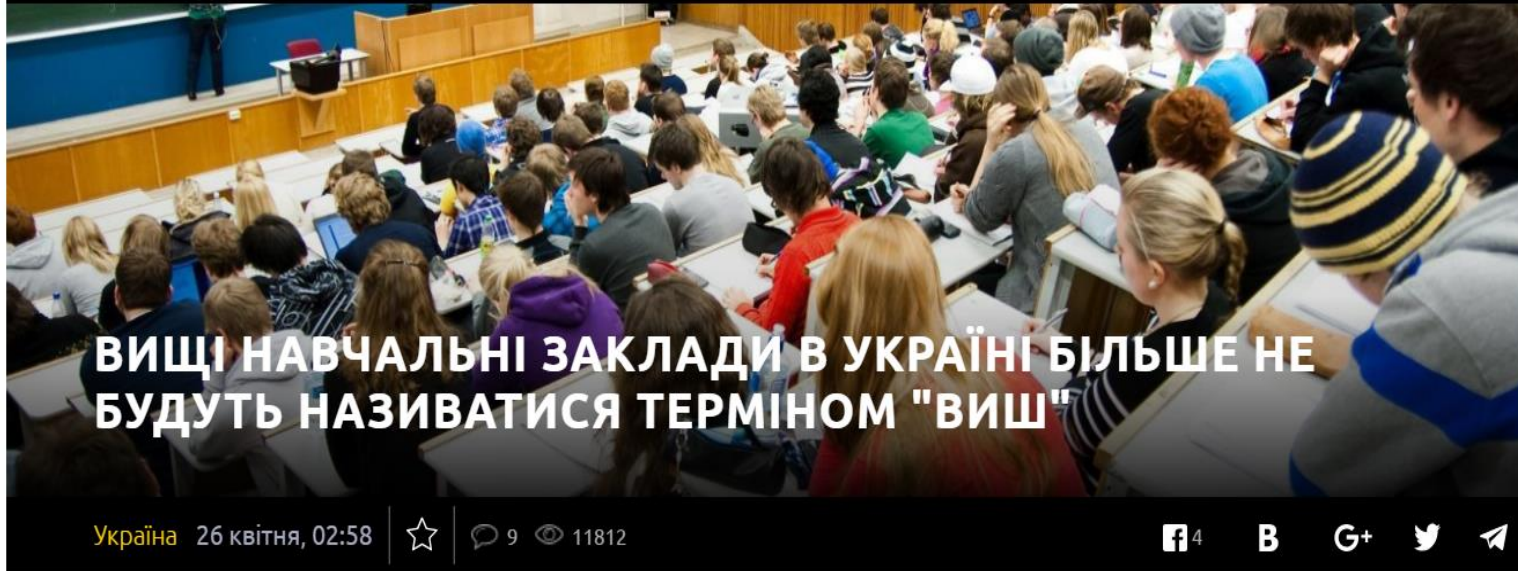 ВИЩІ НАВЧАЛЬНІ ЗАКЛАДИ В УКРАЇНІ БІЛЬШЕ НЕ
БУДУТЬ НАЗИВАТИСЯ ТЕРМІНОМ "ВИШ"
Україна 26 квітня, 02:58 9 11812 4 B G+